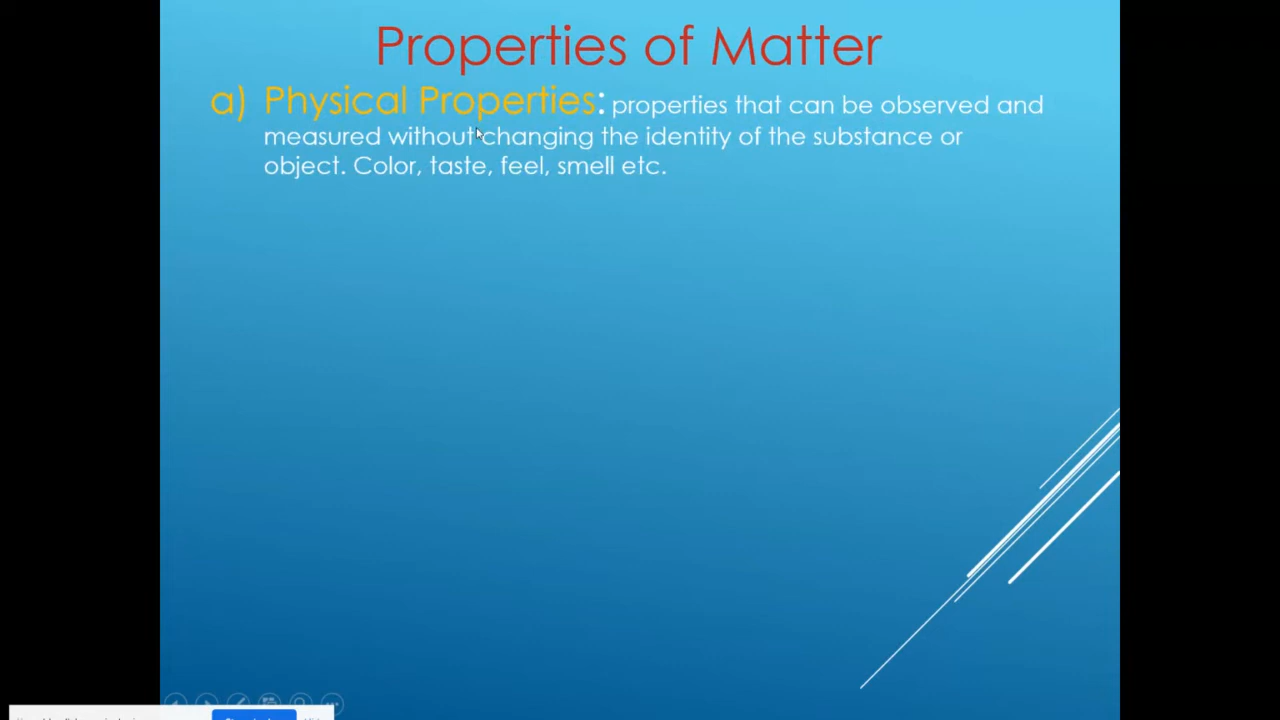 Properties of Matter
a) Physical Properties: properties that can be observed and
measured without changing the identity of the substance or
object. Color, taste, feel, smell etc.